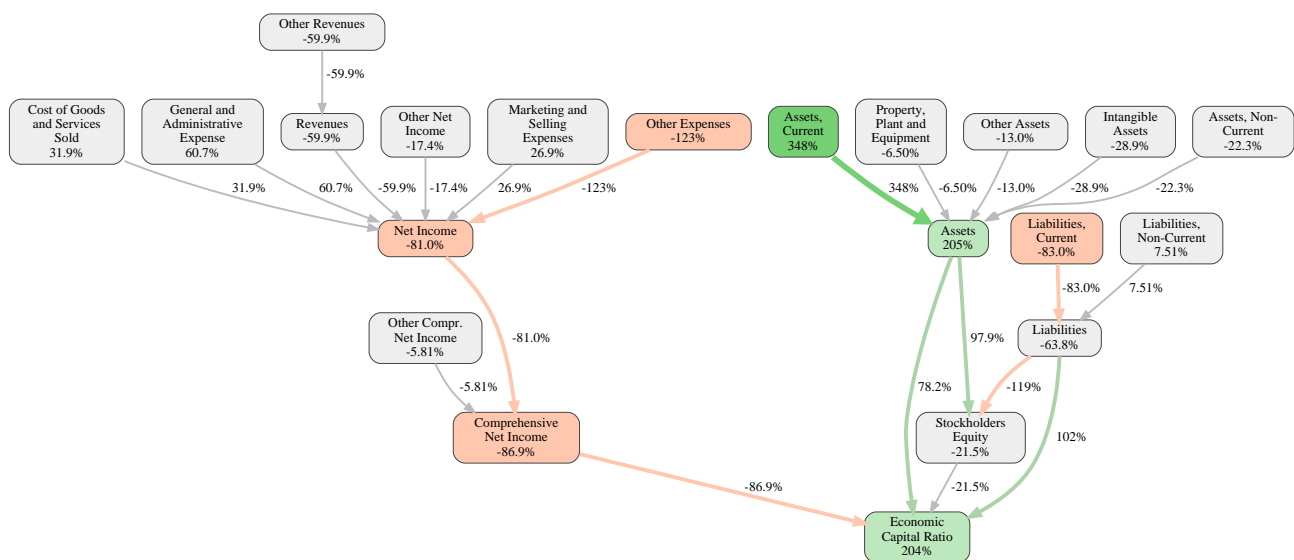 Other Revenues
-59.9%
-59.9%
Cost of Goods
and Services
Sold
31.9%
General and
Administrative
Expense
60.7%
Revenues
-59.9%
Other Net
Income
-17.4%
Marketing and
Selling
Expenses
26.9%
Other Expenses
-123%
Assets,
Current
348%
Property,
Plant and
Equipment
-6.50%
Other Assets
-13.0%
Intangible
Assets
-28.9%
Assets, Non-
Current
-22.3%
31.9%
60.7%
-59.9%
-17.4%
26.9%
-123%
348%
-6.50%
-13.0%
-28.9%
-22.3%
Net Income
-81.0%
Assets
205%
Liabilities,
Current
-83.0%
Liabilities,
Non-Current
7.51%
-83.0%
7.51%
Other Compr.
Net Income
-5.81%
-81.0%
97.9%
Liabilities
-63.8%
-5.81%
78.2%
-119%
Comprehensive
Net Income
-86.9%
Stockholders
Equity
-21.5%
102%
-86.9%
-21.5%
Economic
Capital Ratio
204%